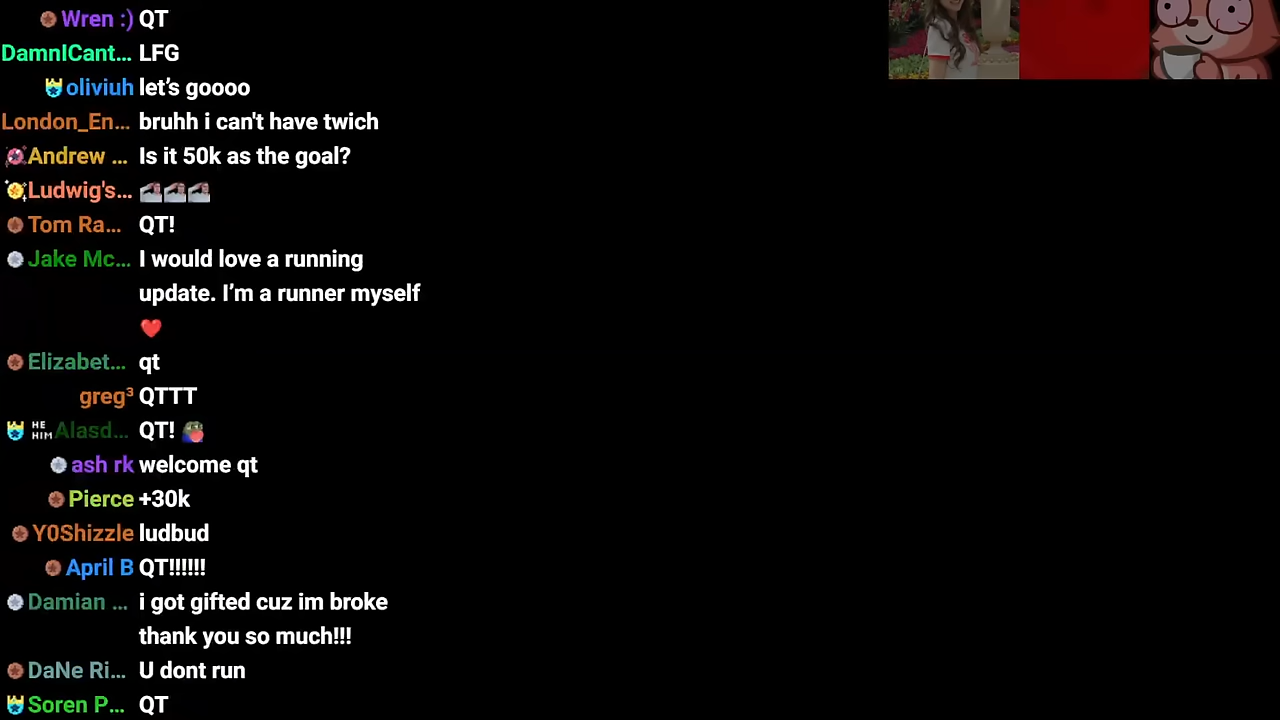 Wren :) QT
DamnICant... LFG
oliviuh let's goooo
London_En... bruhh i can't have twich
Andrew ... Is it 50k as the goal?
Ludwig's...
Tom Ra... QT!
Jake Mc... I would love a running
update. I'm a runner myself
❤️
Elizabet... qt
greg³ QTTT
HE HIM Alasd... QT!
ash rk welcome qt
Pierce +30k
Y0Shizzle ludbud
April B QT!!!!!!
Damian ... i got gifted cuz im broke
thank you so much!!!
DaNe Ri... U dont run
Soren P... QT